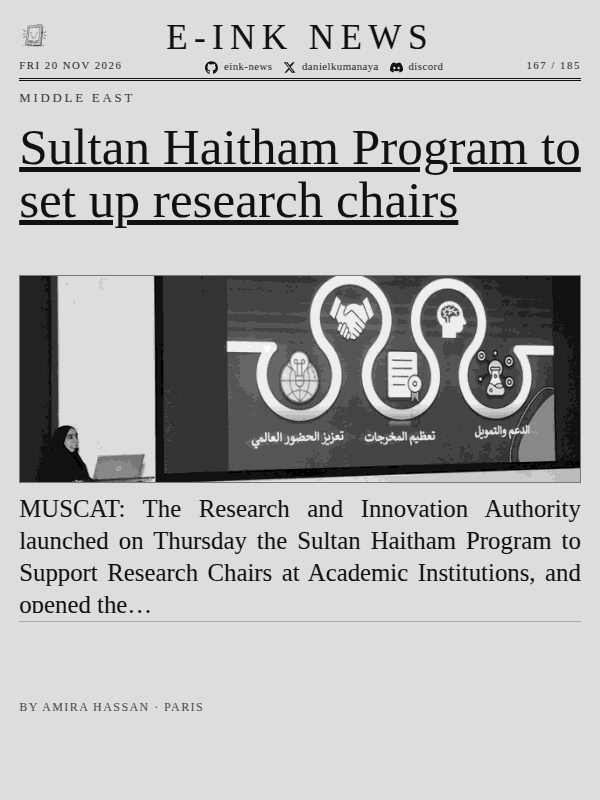 E-INK NEWS
FRI 20 NOV 2026
eink-news danielkumanaya discord
167 / 185
MIDDLE EAST
Sultan Haitham Program to
set up research chairs
تعزيز الحضور العالمي
تعظيم المخرجات
الدعم والتمويل
MUSCAT: The Research and Innovation Authority
launched on Thursday the Sultan Haitham Program to
Support Research Chairs at Academic Institutions, and
opened the…
BY AMIRA HASSAN · PARIS